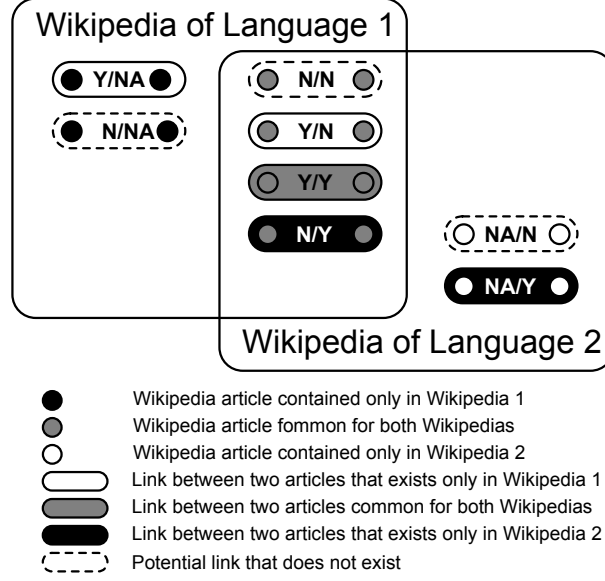 Wikipedia of Language 1
Y/NA
N/N
N/NA
Y/N
Y/Y
N/Y
NA/N
NA/Y
Wikipedia of Language 2
Wikipedia article contained only in Wikipedia 1
Wikipedia article fommon for both Wikipedias
Wikipedia article contained only in Wikipedia 2
Link between two articles that exists only in Wikipedia 1
Link between two articles common for both Wikipedias
Link between two articles that exists only in Wikipedia 2
Potential link that does not exist